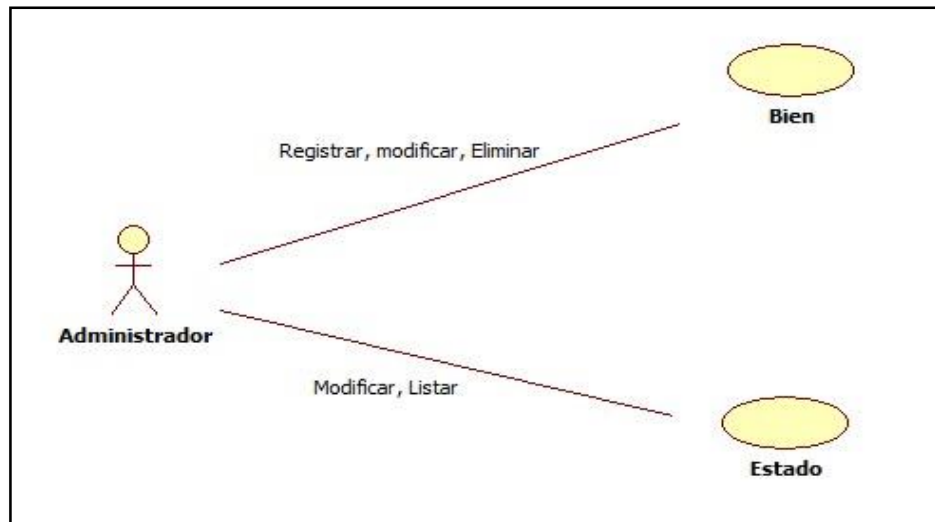 Bien
Registrar, modificar, Eliminar
Administrador
Modificar, Listar
Estado